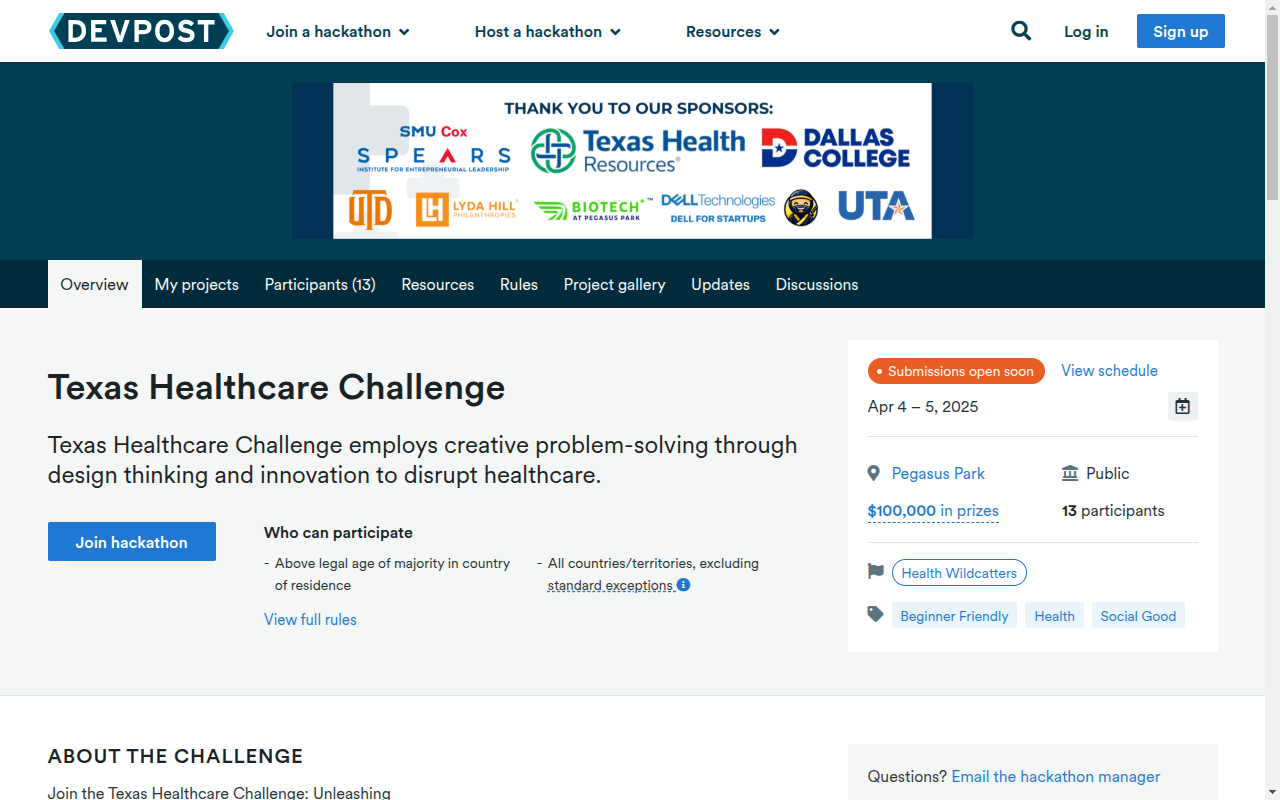 DEVPOST
Join a hackathon
Host a hackathon
Resources
Log in
Sign up
THANK YOU TO OUR SPONSORS:
SMU Cox
SPEARS
INSTITUTE FOR ENTREPRENEURIAL LEADERSHIP
Texas Health
Resources®
DALLAS
COLLEGE
UTD
LH
LYDA HILL
PHILANTHROPIES
BIOTECH+™
AT PEGASUS PARK
DELLTechnologies
DELL FOR STARTUPS
UTA
Overview
My projects
Participants (13)
Resources
Rules
Project gallery
Updates
Discussions
Texas Healthcare Challenge
Texas Healthcare Challenge employs creative problem-solving through
design thinking and innovation to disrupt healthcare.
Join hackathon
Who can participate
- Above legal age of majority in country
of residence
- All countries/territories, excluding
standard exceptions
View full rules
Submissions open soon
View schedule
Apr 4 – 5, 2025
Pegasus Park
Public
$100,000 in prizes
13 participants
Health Wildcatters
Beginner Friendly
Health
Social Good
ABOUT THE CHALLENGE
Join the Texas Healthcare Challenge: Unleashing
Questions? Email the hackathon manager